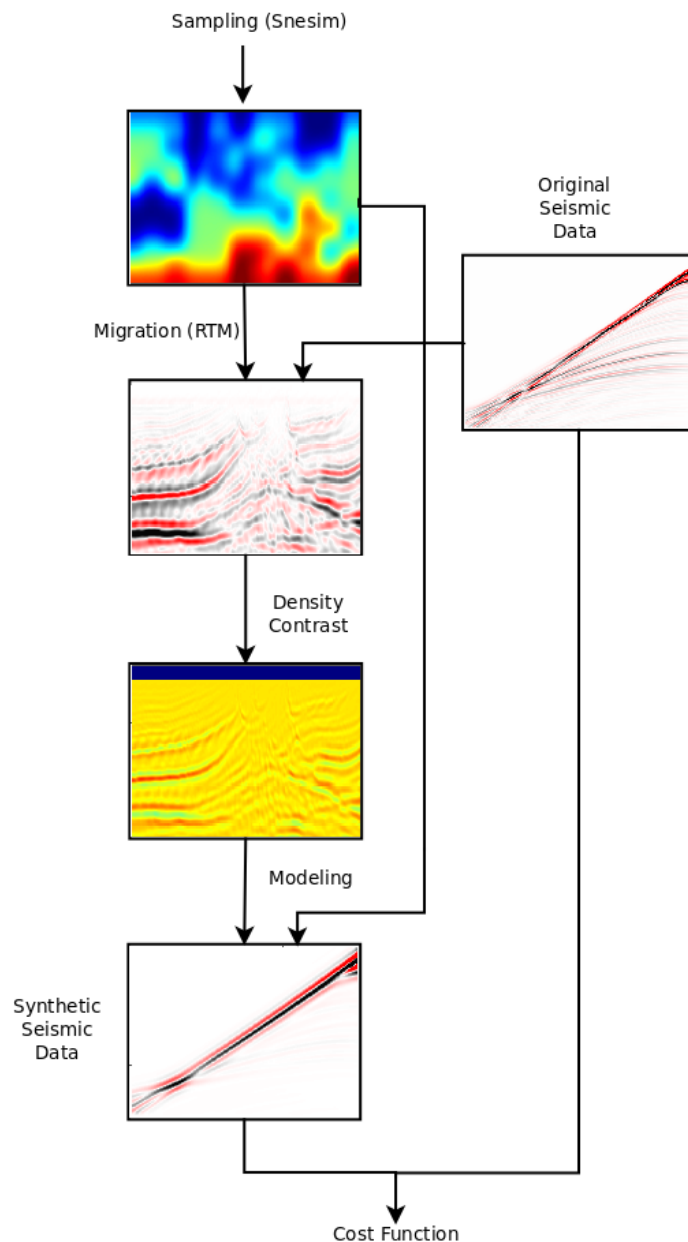 Sampling (Snesim)
Original
Seismic
Data
Migration (RTM)
Density
Contrast
Modeling
Synthetic
Seismic
Data
Cost Function